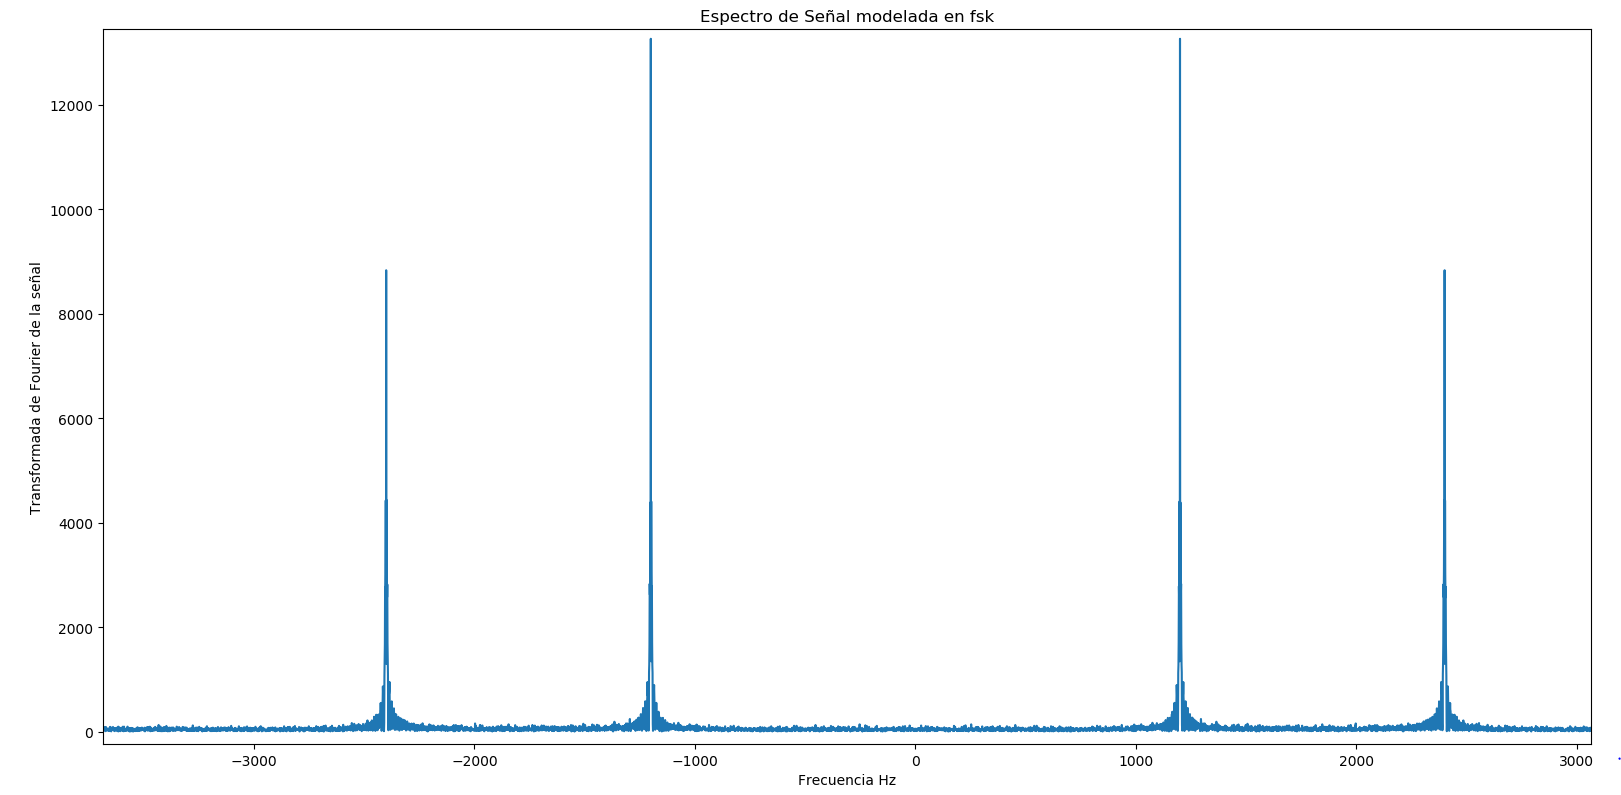 Espectro de Señal modelada en fsk
Transformada de Fourier de la señal
12000
10000
8000
6000
4000
2000
0
−3000 −2000 −1000 0 1000 2000 3000
Frecuencia Hz